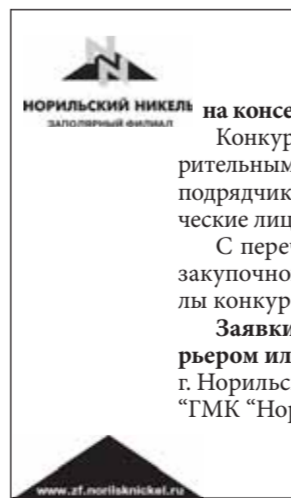 НОРИЛЬСКИЙ НИКЕЛЬ
ЗАПОЛЯРНЫЙ ФИЛИАЛ
на консе
Конкур
рительным
подрядчик
ческие лиц
С переч
закупочно
лы конкур
Заявки
рьером ил
г. Норильс
“ГМК “Нор
www.zf.norilsknickel.ru